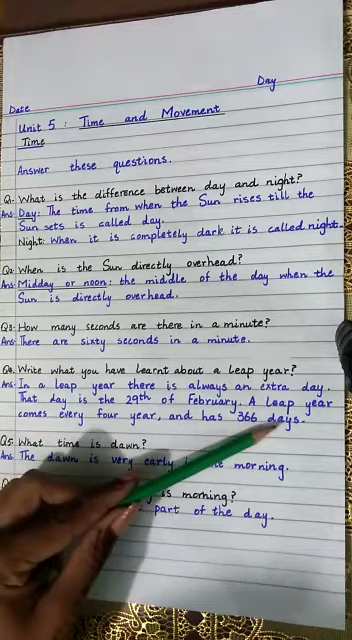 Day
Date
Unit 5 : Time and Movement
Time
Answer these questions.
Q1. What is the difference between day and night?
Ans: Day: The time from when the Sun rises till the
Sun sets is called day.
Night: When it is completely dark it is called night.
Q2. When is the Sun directly overhead?
Ans: Midday or noon: the middle of the day when the
Sun is directly overhead.
Q3. How many seconds are there in a minute?
Ans: There are sixty seconds in a minute.
Q4. Write what you have learnt about a leap year?
Ans: In a leap year there is always an extra day.
That day is the 29th of February. A leap year
comes every four year, and has 366 days.
Q5. What time is dawn?
Ans: The dawn is very early morning.
Q is morning?
part of the day.